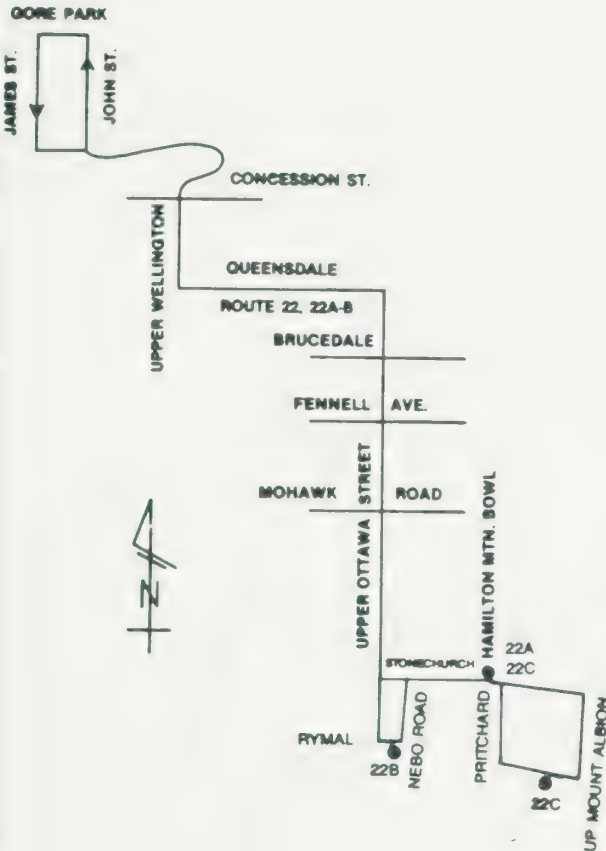 GORE PARK
JAMES ST.
JOHN ST.
CONCESSION ST.
UPPER WELLINGTON
QUEENSDALE
ROUTE 22, 22A-B
BRUCEDALE
FENNELL AVE.
MOHAWK ROAD
UPPER OTTAWA STREET
HAMILTON MTN. BOWL
N
STONECHURCH
22A
22C
RYMAL
22B
NEBO ROAD
PRITCHARD
22C
UP MOUNT ALBION